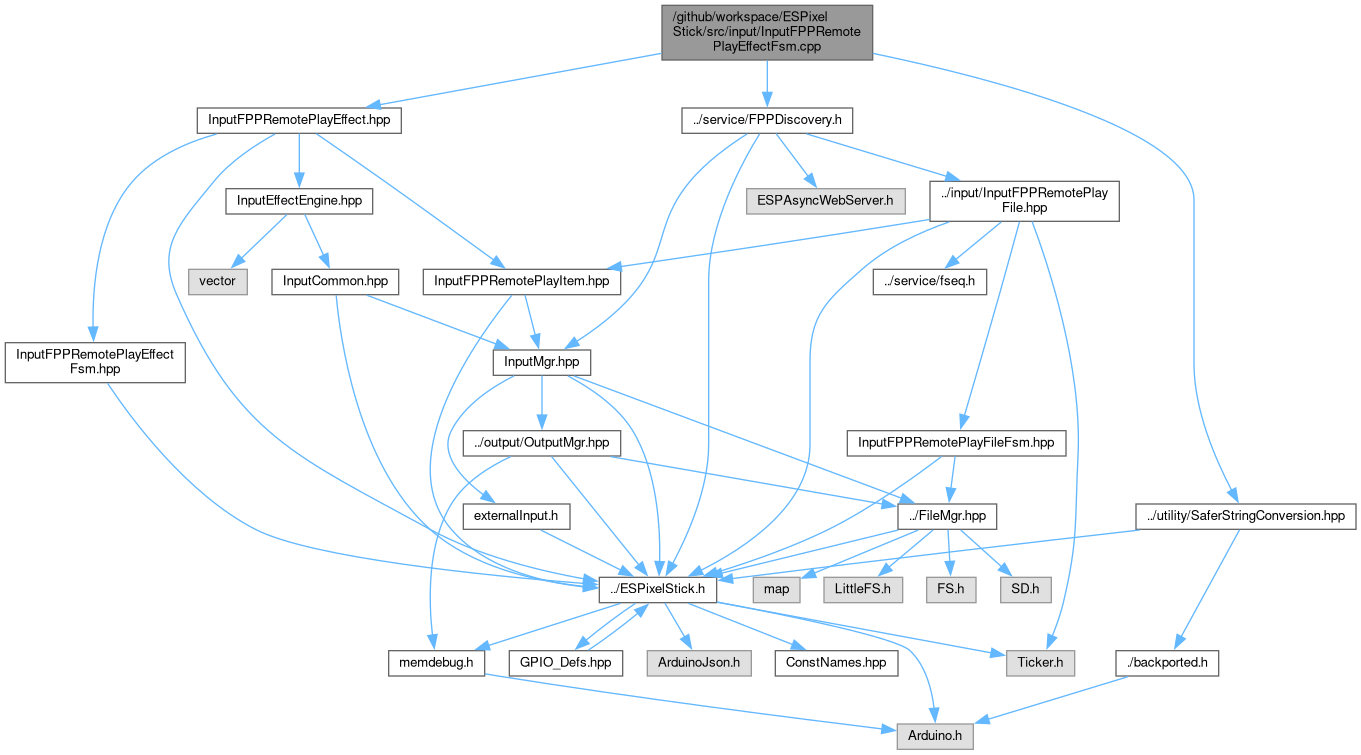 /github/workspace/ESPixel
Stick/src/input/InputFPPRemote
PlayEffectFsm.cpp
InputFPPRemotePlayEffect.hpp
../service/FPPDiscovery.h
InputEffectEngine.hpp
ESPAsyncWebServer.h
../input/InputFPPRemotePlay
File.hpp
vector
InputCommon.hpp
InputFPPRemotePlayItem.hpp
../service/fseq.h
InputFPPRemotePlayEffect
Fsm.hpp
InputMgr.hpp
../output/OutputMgr.hpp
InputFPPRemotePlayFileFsm.hpp
externalInput.h
../FileMgr.hpp
../utility/SaferStringConversion.hpp
../ESPixelStick.h
map
LittleFS.h
FS.h
SD.h
memdebug.h
GPIO_Defs.hpp
ArduinoJson.h
ConstNames.hpp
Ticker.h
./backported.h
Arduino.h